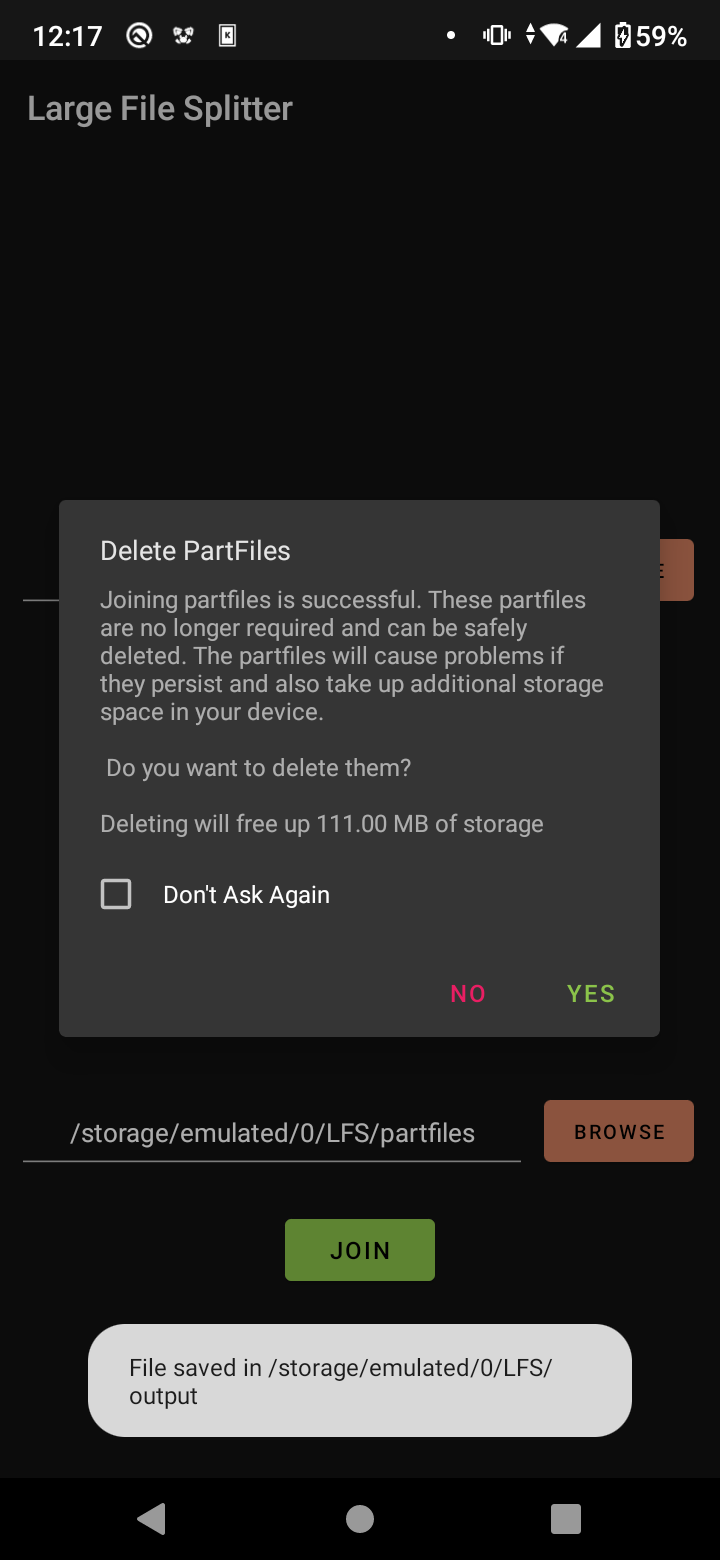 12:17
59%
Large File Splitter
Delete PartFiles
Joining partfiles is successful. These partfiles
are no longer required and can be safely
deleted. The partfiles will cause problems if
they persist and also take up additional storage
space in your device.
Do you want to delete them?
Deleting will free up 111.00 MB of storage
Don't Ask Again
NO
YES
/storage/emulated/0/LFS/partfiles
BROWSE
JOIN
File saved in /storage/emulated/0/LFS/
output